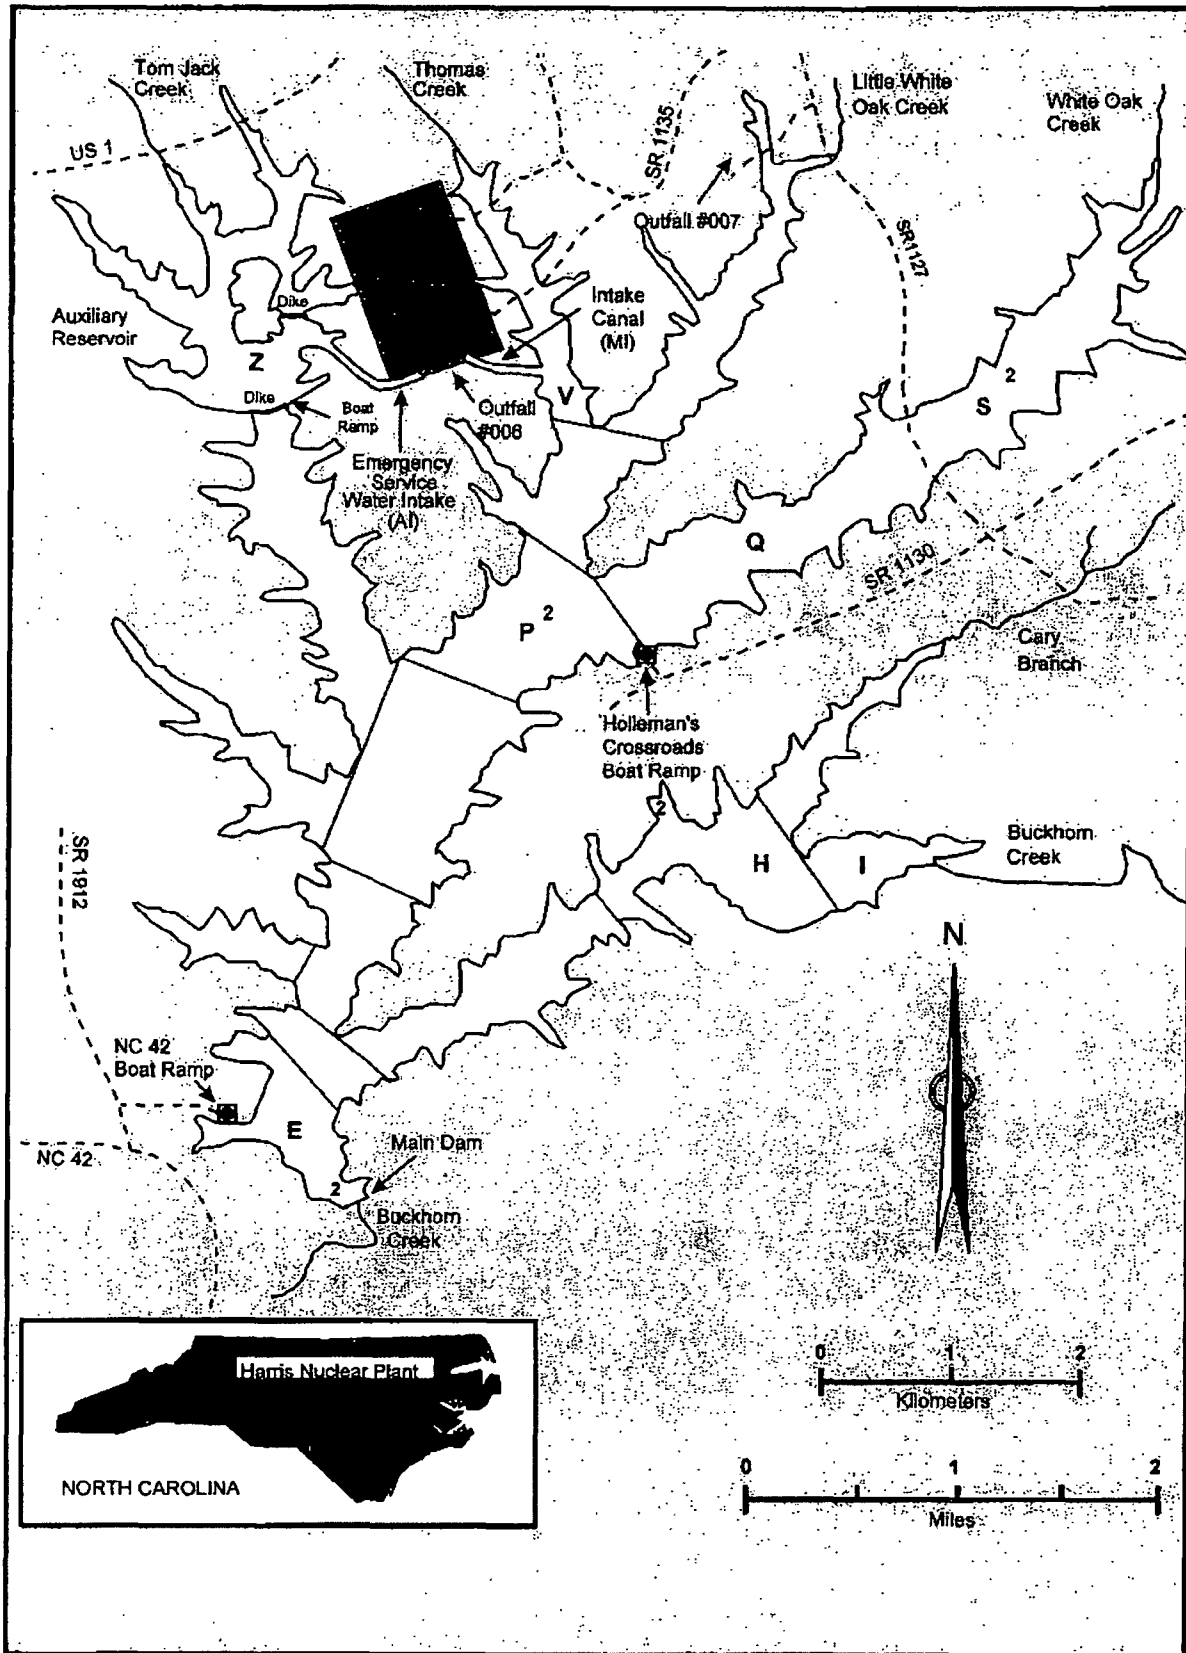 Tom Jack
Creek
Thomas
Creek
Little White
Oak Creek
White Oak
Creek
US 1
SR 1135
Outfall #007
SR1127
Auxiliary
Reservoir
Dike
Intake
Canal
(MI)
Z
V
2
S
Dike
Boat
Ramp
Outfall
#006
Emergency
Service
Water Intake
(AI)
Q
SR 1130
P
2
Cary
Branch
Holleman's
Crossroads
Boat Ramp
2
Buckhorn
Creek
H
I
SR 1912
N
NC 42
Boat Ramp
E
Main Dam
NC 42
2
Buckhorn
Creek
0 1 2
Kilometers
Harris Nuclear Plant
NORTH CAROLINA
0 1 2
Miles